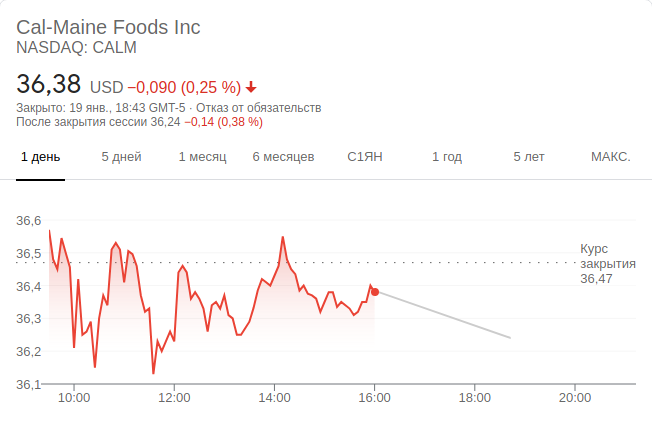 Cal-Maine Foods Inc
NASDAQ: CALM
36,38 USD −0,090 (0,25 %)
Закрыто: 19 янв., 18:43 GMT-5 · Отказ от обязательств
После закрытия сессии 36,24 −0,14 (0,38 %)
1 день 5 дней 1 месяц 6 месяцев С1ЯН 1 год 5 лет МАКС.
36,6
36,5
36,4
36,3
36,2
36,1
Курс
закрытия
36,47
10:00 12:00 14:00 16:00 18:00 20:00